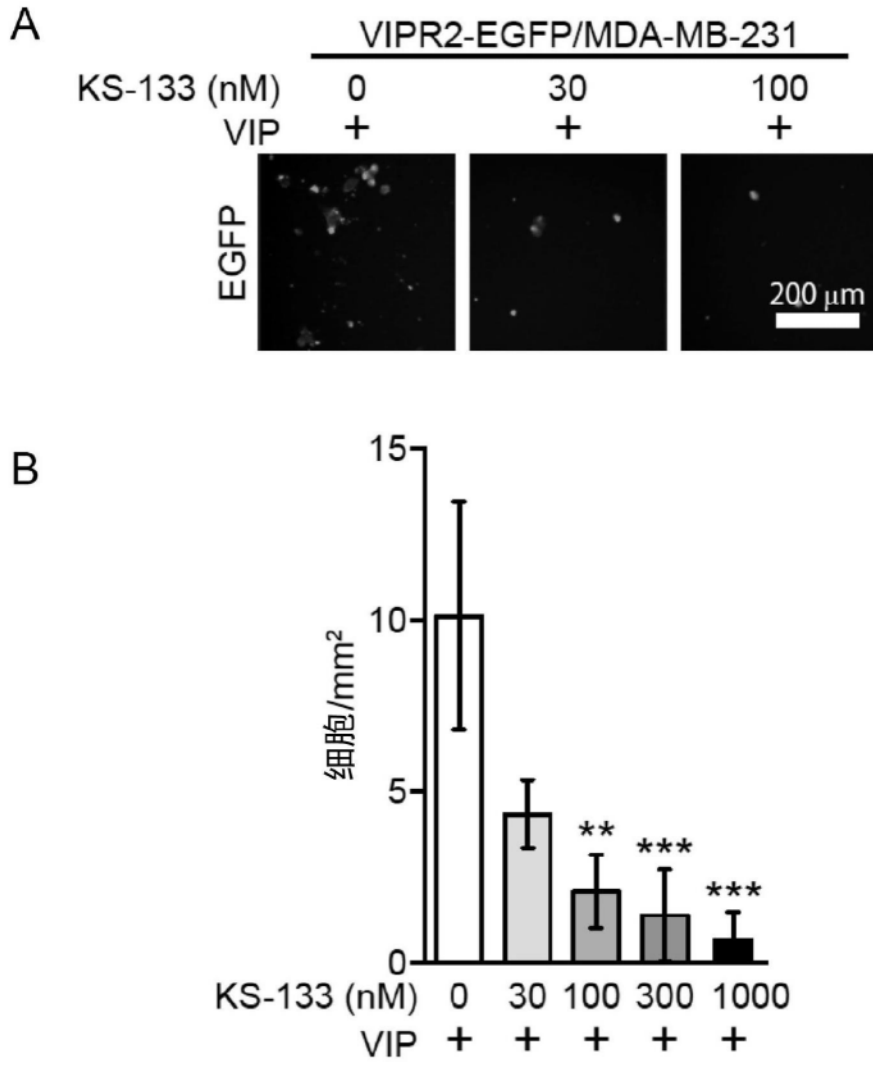 A
VIPR2-EGFP/MDA-MB-231
KS-133 (nM) 0 30 100
VIP + + +
EGFP
200 μm
B
15
10
5
0
细胞/mm²
** *** ***
KS-133 (nM) 0 30 100 300 1000
VIP + + + + +